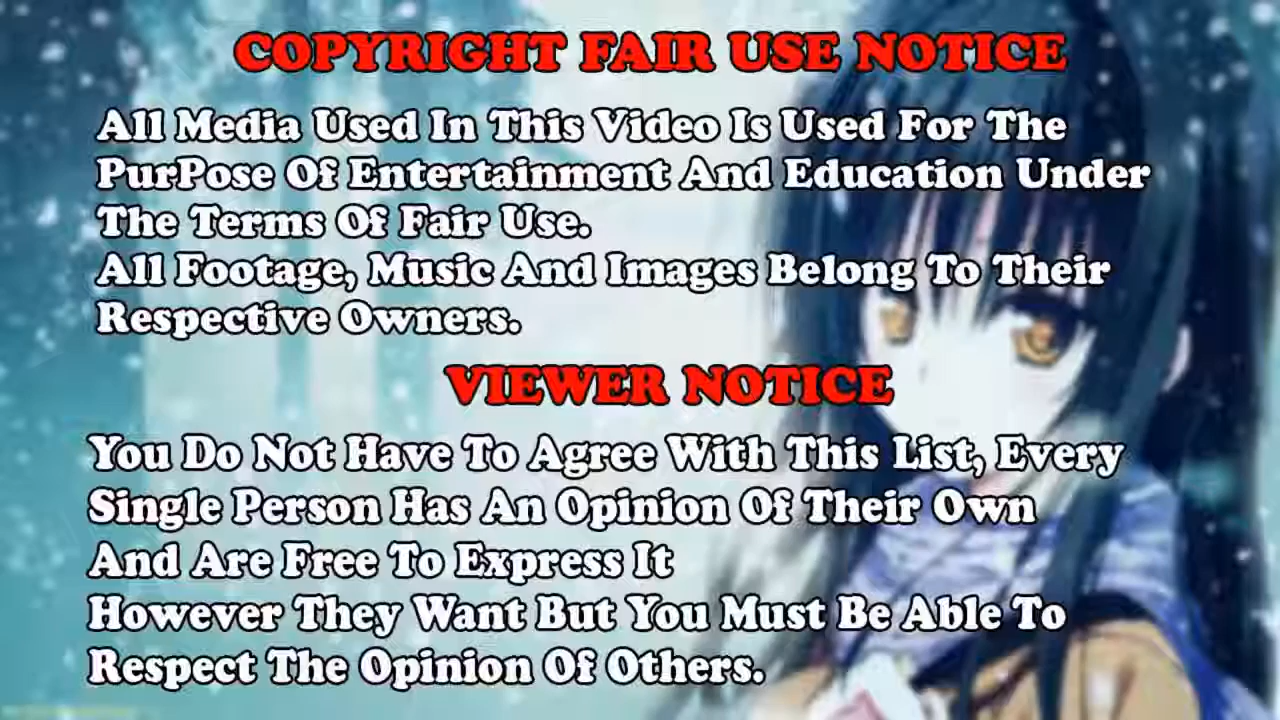 COPYRIGHT FAIR USE NOTICE
All Media Used In This Video Is Used For The
PurPose Of Entertainment And Education Under
The Terms Of Fair Use.
All Footage, Music And Images Belong To Their
Respective Owners.
VIEWER NOTICE
You Do Not Have To Agree With This List, Every
Single Person Has An Opinion Of Their Own
And Are Free To Express It
However They Want But You Must Be Able To
Respect The Opinion Of Others.